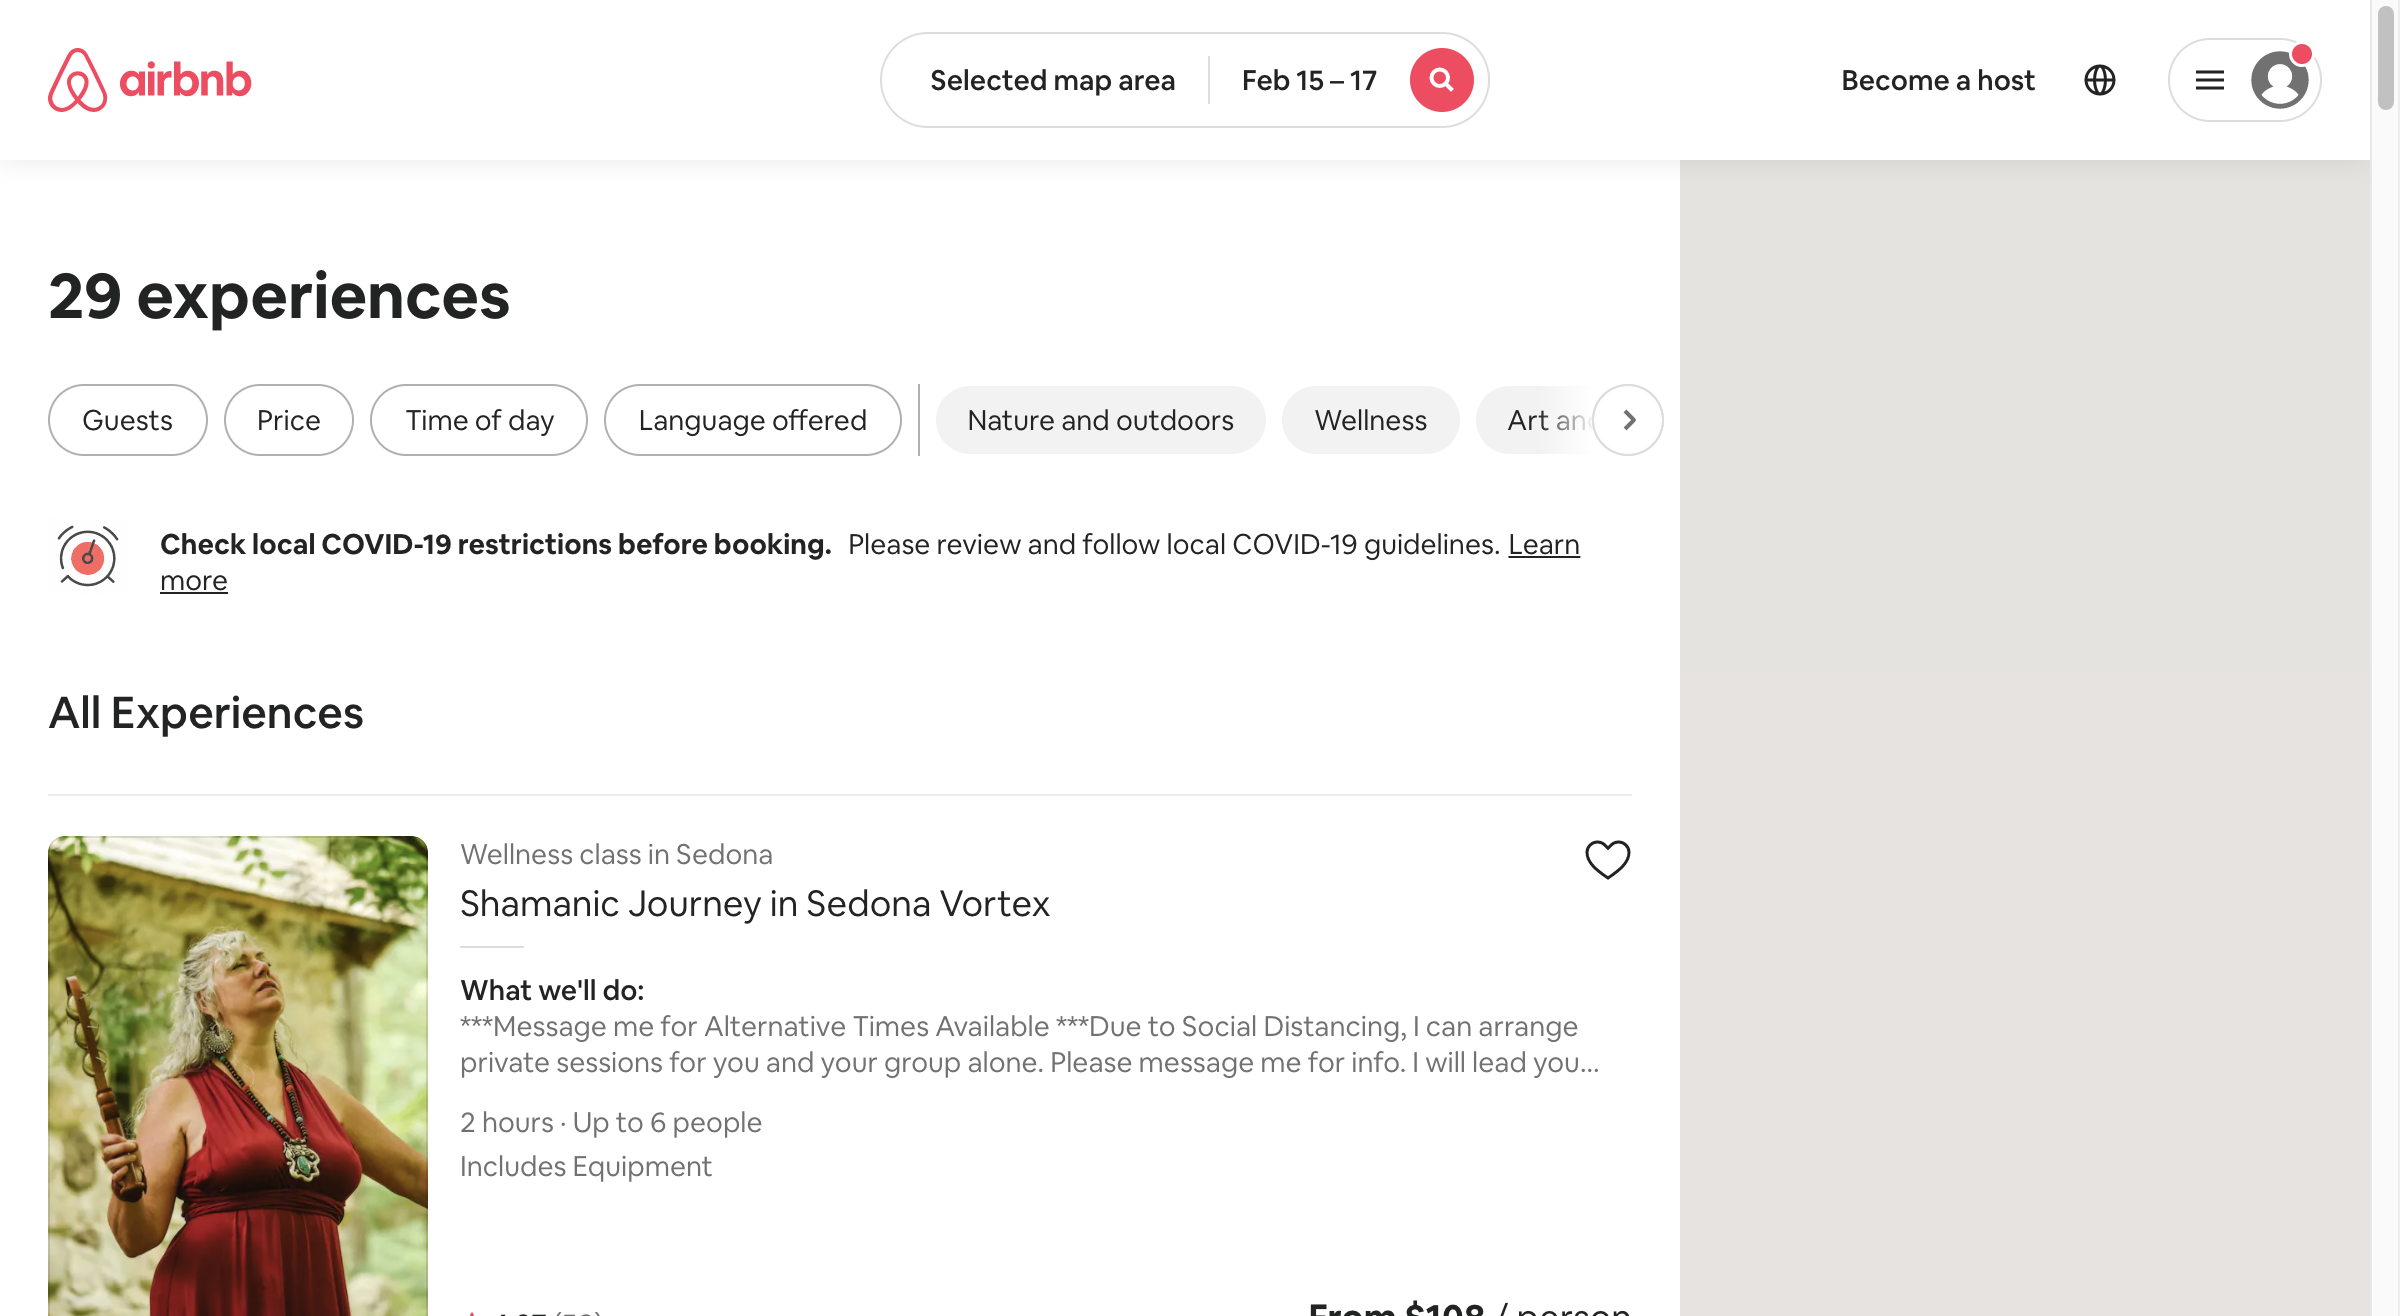 airbnb
Selected map area
Feb 15 – 17
Become a host
29 experiences
Guests
Price
Time of day
Language offered
Nature and outdoors
Wellness
Art
Check local COVID-19 restrictions before booking. Please review and follow local COVID-19 guidelines. Learn
more
All Experiences
Wellness class in Sedona
Shamanic Journey in Sedona Vortex
What we'll do:
***Message me for Alternative Times Available ***Due to Social Distancing, I can arrange
private sessions for you and your group alone. Please message me for info. I will lead you...
2 hours · Up to 6 people
Includes Equipment
From $108 / person